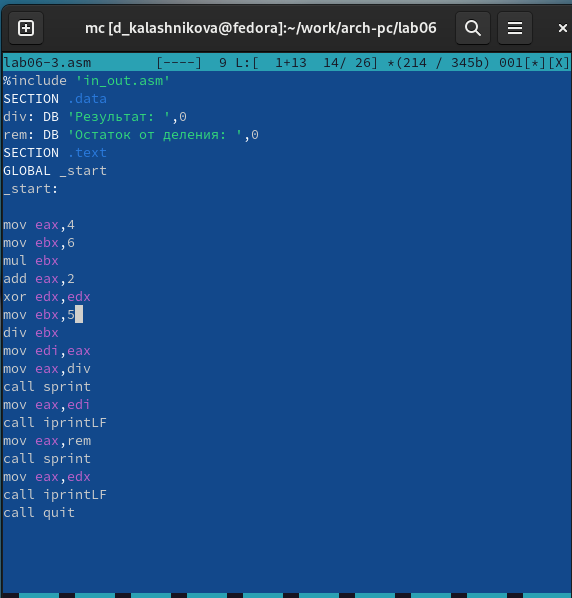 mc [d_kalashnikova@fedora]:~/work/arch-pc/lab06
lab06-3.asm [----] 9 L:[ 1+13 14/ 26] *(214 / 345b) 001[*][X]
%include 'in_out.asm'
SECTION .data
div: DB 'Результат: ',0
rem: DB 'Остаток от деления: ',0
SECTION .text
GLOBAL _start
_start:
mov eax,4
mov ebx,6
mul ebx
add eax,2
xor edx,edx
mov ebx,5
div ebx
mov edi,eax
mov eax,div
call sprint
mov eax,edi
call iprintLF
mov eax,rem
call sprint
mov eax,edx
call iprintLF
call quit